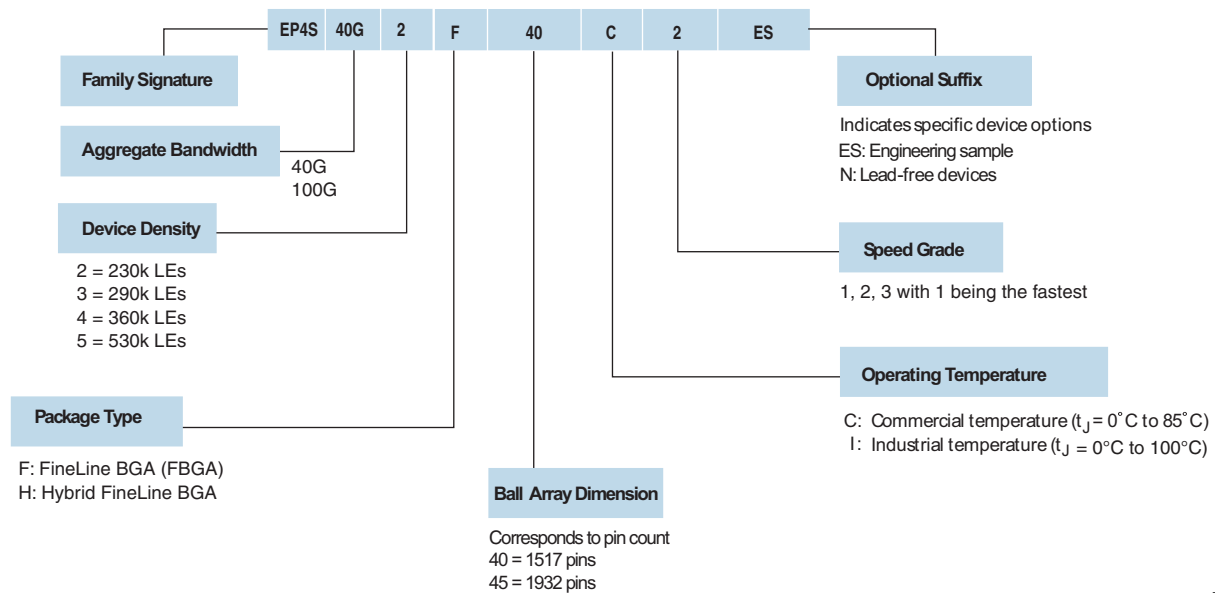 EP4S 40G 2 F 40 C 2 ES
Family Signature
Aggregate Bandwidth
40G
100G
Device Density
2 = 230k LEs
3 = 290k LEs
4 = 360k LEs
5 = 530k LEs
Package Type
F: FineLine BGA (FBGA)
H: Hybrid FineLine BGA
Ball Array Dimension
Corresponds to pin count
40 = 1517 pins
45 = 1932 pins
Optional Suffix
Indicates specific device options
ES: Engineering sample
N: Lead-free devices
Speed Grade
1, 2, 3 with 1 being the fastest
Operating Temperature
C: Commercial temperature (tJ = 0˚C to 85˚C)
I: Industrial temperature (tJ = 0°C to 100°C)